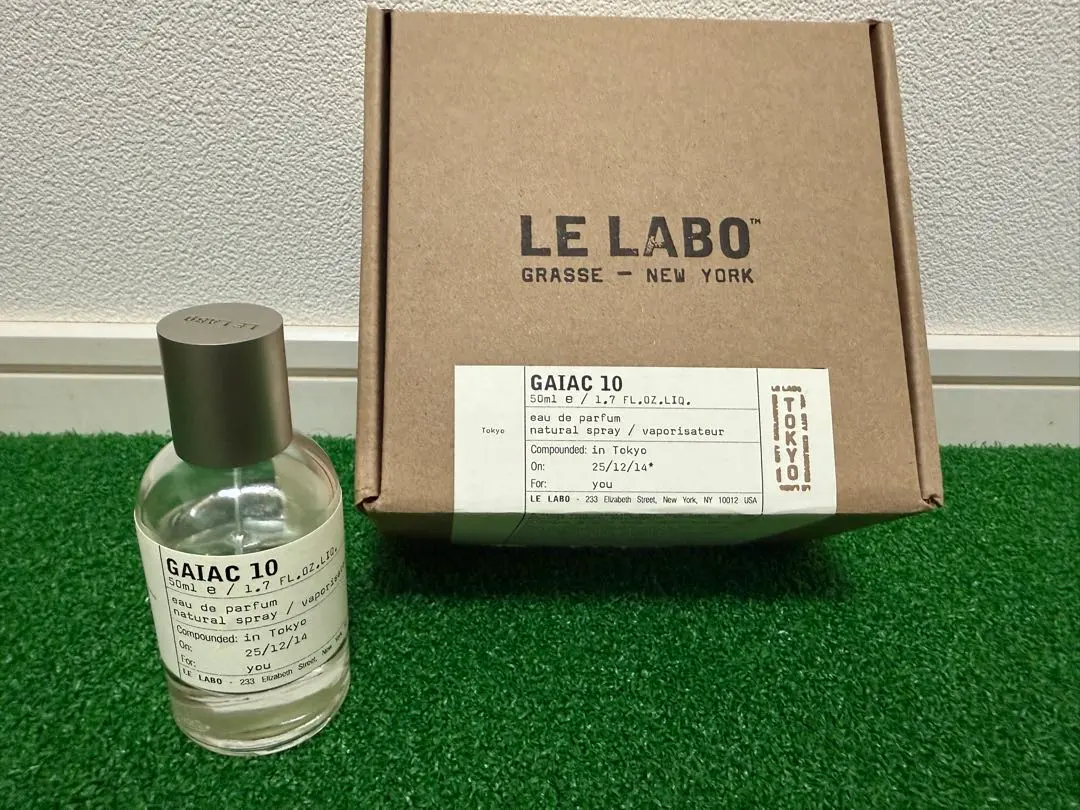 LE LABO™
GRASSE — NEW YORK
Tokyo
GAIAC 10
50ml e / 1.7 FL.OZ.LIQ.
eau de parfum
natural spray / vaporisateur
Compounded: in Tokyo
On: 25/12/14*
For: you
LE LABO - 233 Elizabeth Street, New York, NY 10012 USA
LE LABO
TOKYO
LE LABO
GAIAC 10
50ml e / 1.7 FL.OZ.LIQ.
eau de parfum
natural spray /
Compounded: in Tokyo
On: 25/12/14
For: you
LE LABO - 233 Elizabeth Street, New York